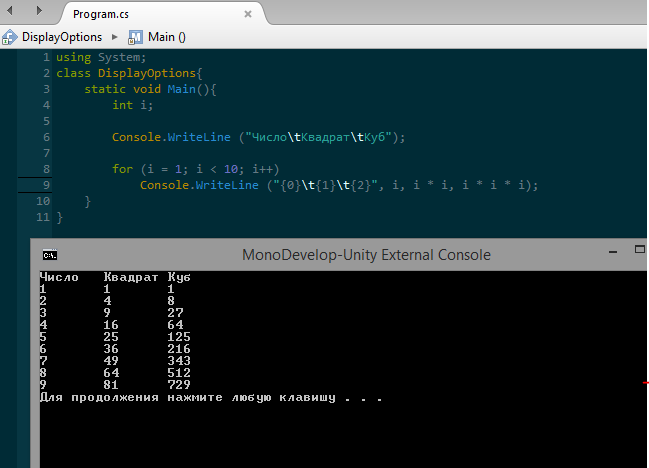 Program.cs
DisplayOptions Main ()
1 using System;
2 class DisplayOptions{
3 static void Main(){
4 int i;
5
6 Console.WriteLine ("Число\tКвадрат\tКуб");
7
8 for (i = 1; i < 10; i++)
9 Console.WriteLine ("{0}\t{1}\t{2}", i, i * i, i * i * i);
10 }
11 }
C:\.
MonoDevelop-Unity External Console
Число Квадрат Куб
1 1 1
2 4 8
3 9 27
4 16 64
5 25 125
6 36 216
7 49 343
8 64 512
9 81 729
Для продолжения нажмите любую клавишу . . .